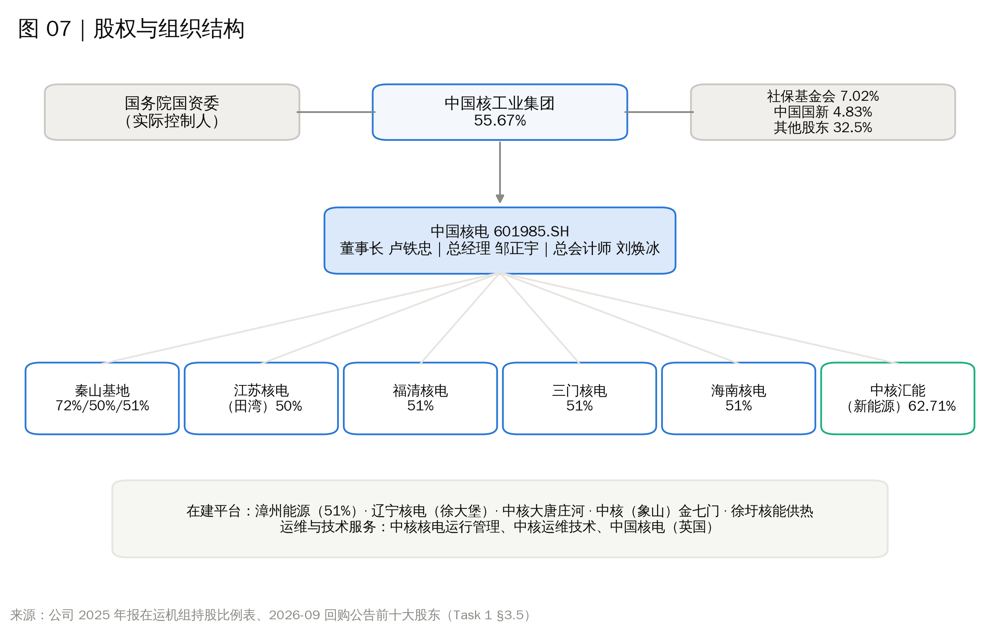 图 07｜股权与组织结构
国务院国资委
（实际控制人）
中国核工业集团
55.67%
社保基金会 7.02%
中国国新 4.83%
其他股东 32.5%
中国核电 601985.SH
董事长 卢铁忠｜总经理 邹正宇｜总会计师 刘焕冰
秦山基地
72%/50%/51%
江苏核电
（田湾）50%
福清核电
51%
三门核电
51%
海南核电
51%
中核汇能
（新能源）62.71%
在建平台：漳州能源（51%）· 辽宁核电（徐大堡）· 中核大唐庄河 · 中核（象山）金七门 · 徐圩核能供热
运维与技术服务：中核核电运行管理、中核运维技术、中国核电（英国）
来源：公司 2025 年报在运机组持股比例表、2026-09 回购公告前十大股东（Task 1 §3.5）